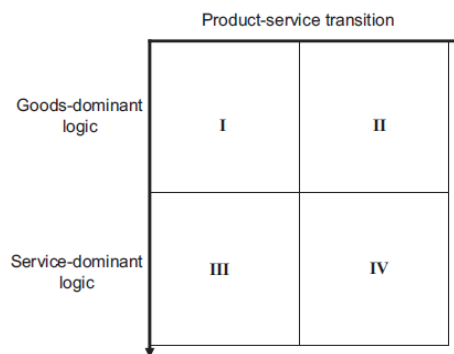 Product-service transition
Goods-dominant
logic
I
II
Service-dominant
logic
III
IV